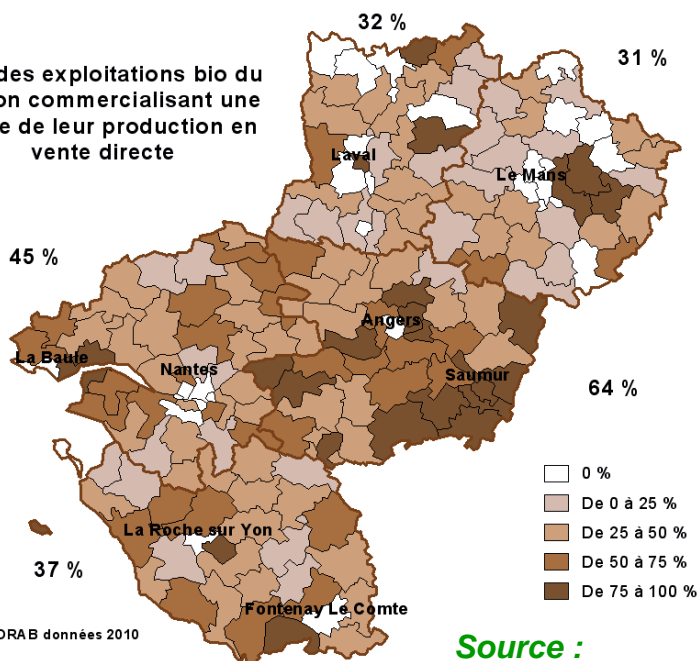 32 %
31 %
des exploitations bio du
on commercialisant une
e de leur production en
vente directe
Laval
Le Mans
45 %
Angers
La Baule
Nantes
Saumur
64 %
0 %
De 0 à 25 %
De 25 à 50 %
De 50 à 75 %
De 75 à 100 %
La Roche sur Yon
37 %
Fontenay Le Comte
ORAB données 2010
Source :